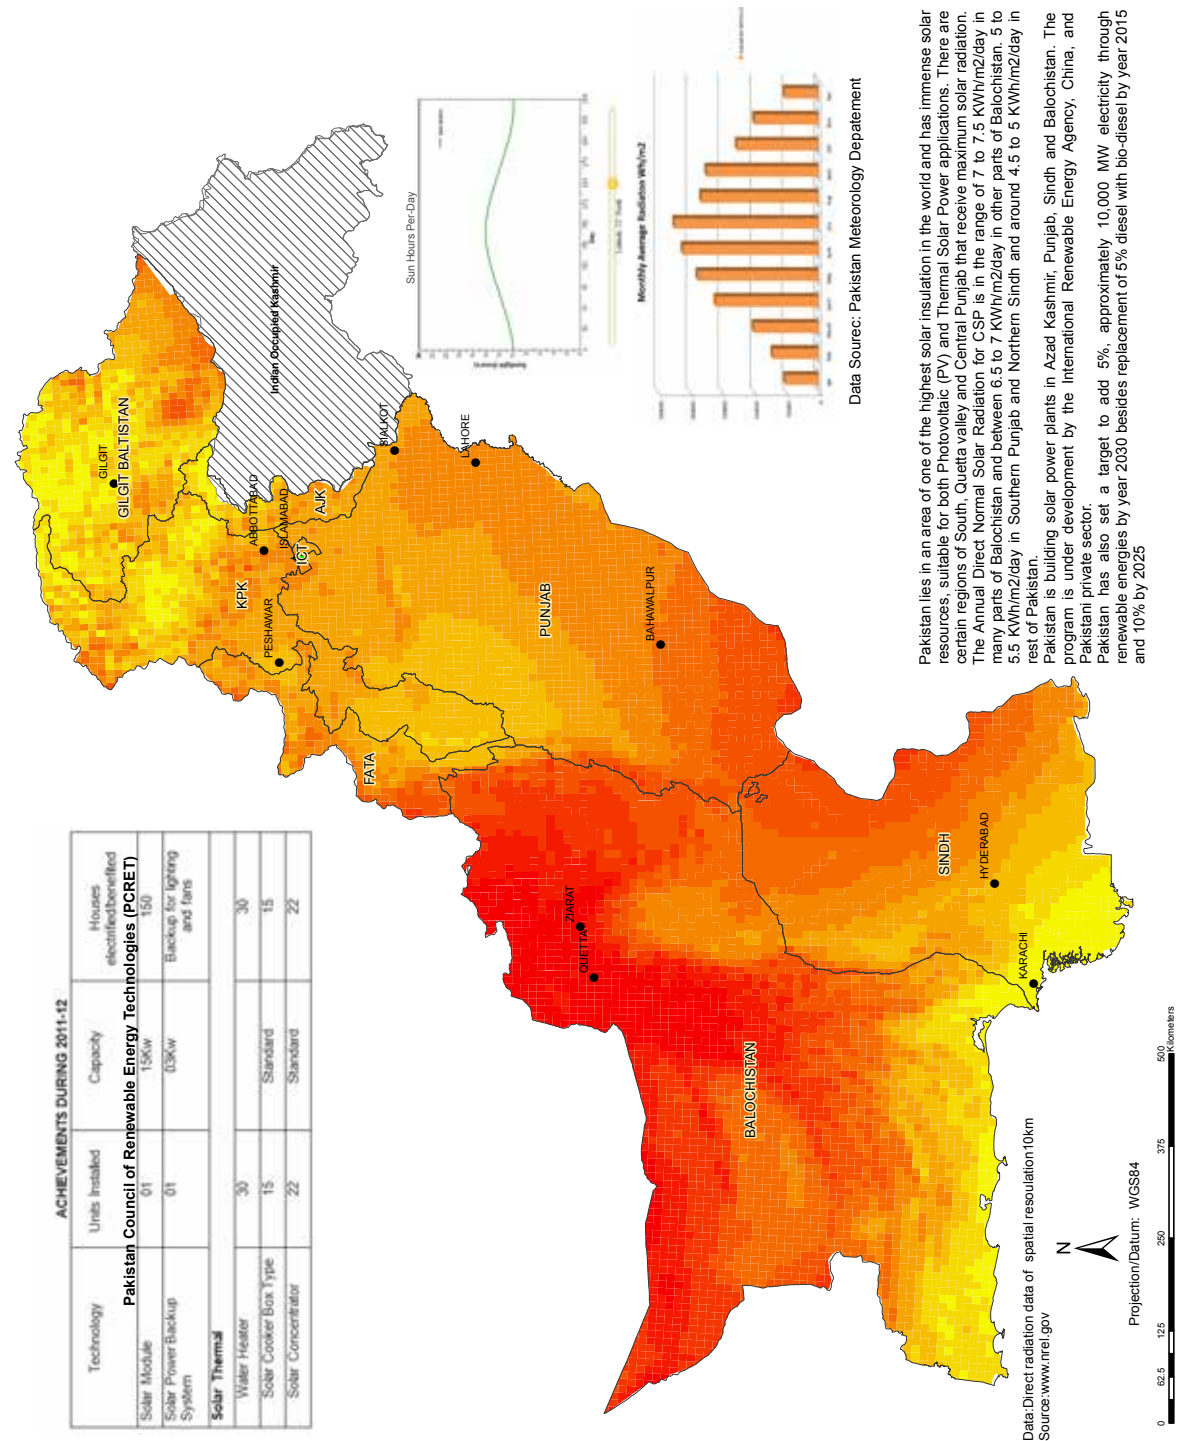 ACHIEVEMENTS DURING 2011-12
Technology Units Installed Capacity Houses electrified/benefited
Pakistan Council of Renewable Energy Technologies (PCRET)
Solar Module 01 15Kw 150
Solar Power Backup System 01 03Kw Backup for lighting and fans
Solar Thermal
Water Heater 30 30
Solar Cooker Box Type 15 Standard 15
Solar Concentrator 22 Standard 22
GILGIT
GILGIT BALTISTAN
Indian Occupied Kashmir
ABBOTTABAD
ISLAMABAD
AJK
ICT
KPK
PESHAWAR
SIALKOT
LAHORE
FATA
PUNJAB
BAHAWALPUR
ZIARAT
QUETTA
BALOCHISTAN
SINDH
HYDERABAD
KARACHI
Sun Hours Per-Day
Monthly Average Radiation Wh/m2
Data Sourec: Pakistan Meteorology Depatement
Pakistan lies in an area of one of the highest solar insulation in the world and has immense solar
resources, suitable for both Photovoltaic (PV) and Thermal Solar Power applications. There are
certain regions of South, Quetta valley and Central Punjab that receive maximum solar radiation.
The Annual Direct Normal Solar Radiation for CSP is in the range of 7 to 7.5 KWh/m2/day in
many parts of Balochistan and between 6.5 to 7 KWh/m2/day in other parts of Balochistan. 5 to
5.5 KWh/m2/day in Southern Punjab and Northern Sindh and around 4.5 to 5 KWh/m2/day in
rest of Pakistan.
Pakistan is building solar power plants in Azad Kashmir, Punjab, Sindh and Balochistan. The
program is under development by the International Renewable Energy Agency, China, and
Pakistani private sector.
Pakistan has also set a target to add 5%, approximately 10,000 MW electricity through
renewable energies by year 2030 besides replacement of 5% diesel with bio-diesel by year 2015
and 10% by 2025
Data:Direct radiation data of spatial resoulation10km
Source:www.nrel.gov
N
Projection/Datum: WGS84
0 62.5 125 250 375 500
Kilometers